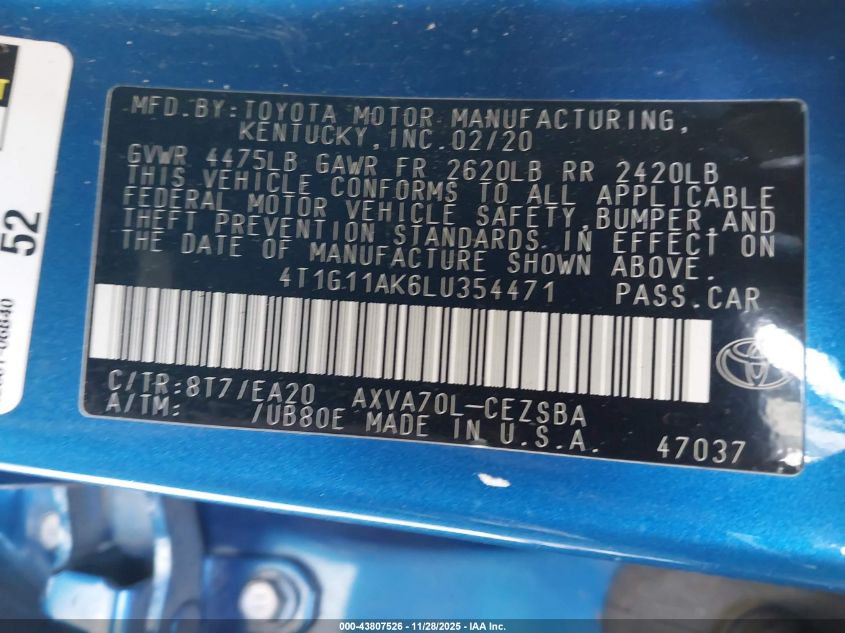 MFD.BY:TOYOTA MOTOR MANUFACTURING,
KENTUCKY,INC.02/20
GVWR 4475LB GAWR FR 2620LB RR 2420LB
THIS VEHICLE CONFORMS TO ALL APPLICABLE
FEDERAL MOTOR VEHICLE SAFETY,BUMPER,AND
THEFT PREVENTION STANDARDS IN EFFECT ON
THE DATE OF MANUFACTURE SHOWN ABOVE.
4T1G11AK6LU354471 PASS.CAR
C/TR:8T7/EA20 AXVA70L-CEZSBA
A/TM: /UB80E MADE IN U.S.A. 47037
52
000-43807526 | 11/28/2025 - IAA Inc.